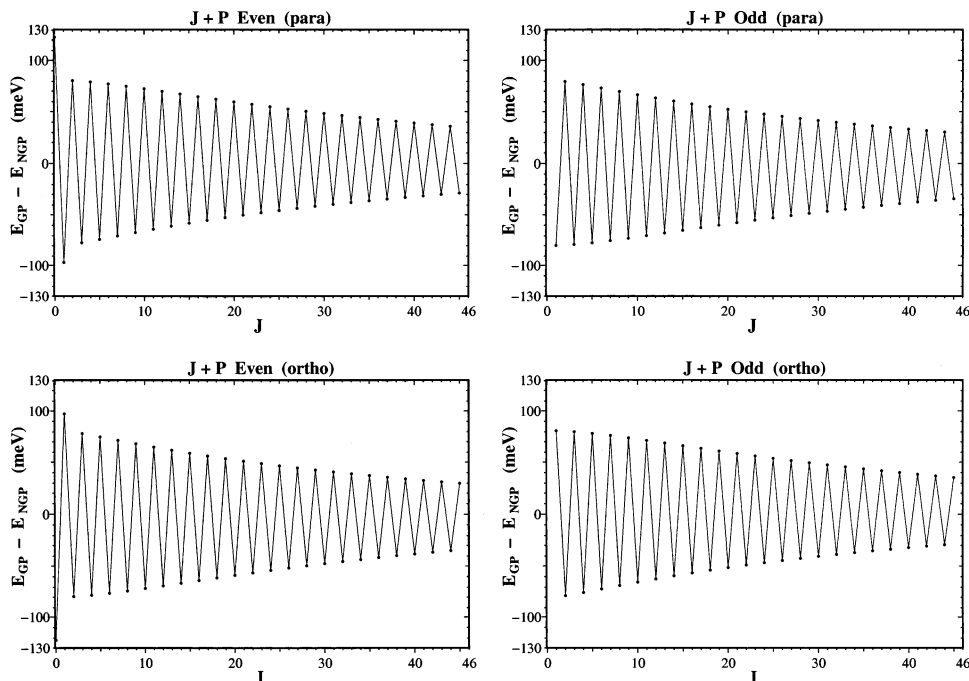 J + P Even (para)
130
100
0
−100
−130
E_GP − E_NGP (meV)
0 10 20 30 40 46
J
J + P Odd (para)
130
100
0
−100
−130
E_GP − E_NGP (meV)
0 10 20 30 40 46
J
J + P Even (ortho)
130
100
0
−100
−130
E_GP − E_NGP (meV)
0 10 20 30 40 46
J
J + P Odd (ortho)
130
100
0
−100
−130
E_GP − E_NGP (meV)
0 10 20 30 40 46
J